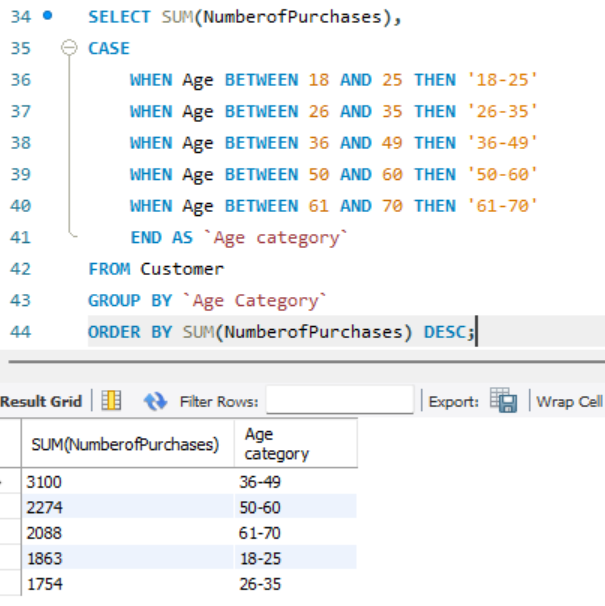 34 SELECT SUM(NumberofPurchases),
35 CASE
36 WHEN Age BETWEEN 18 AND 25 THEN '18-25'
37 WHEN Age BETWEEN 26 AND 35 THEN '26-35'
38 WHEN Age BETWEEN 36 AND 49 THEN '36-49'
39 WHEN Age BETWEEN 50 AND 60 THEN '50-60'
40 WHEN Age BETWEEN 61 AND 70 THEN '61-70'
41 END AS `Age category`
42 FROM Customer
43 GROUP BY `Age Category`
44 ORDER BY SUM(NumberofPurchases) DESC;
Result Grid Filter Rows: Export: Wrap Cell
SUM(NumberofPurchases) Age
category
3100 36-49
2274 50-60
2088 61-70
1863 18-25
1754 26-35